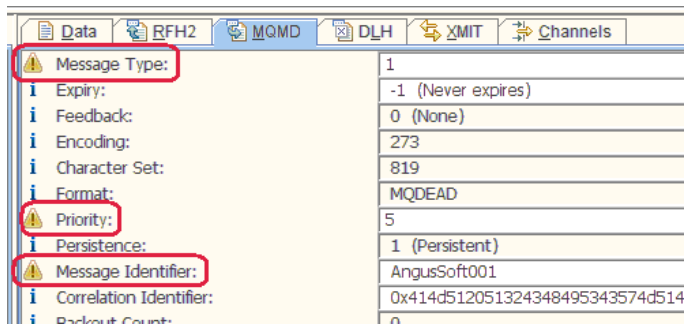 Data RFH2 MQMD DLH XMIT Channels
Message Type: 1
i Expiry: -1 (Never expires)
i Feedback: 0 (None)
i Encoding: 273
i Character Set: 819
i Format: MQDEAD
Priority: 5
i Persistence: 1 (Persistent)
Message Identifier: AngusSoft001
i Correlation Identifier: 0x414d512051324348495343574d514
i Backout Count: 0